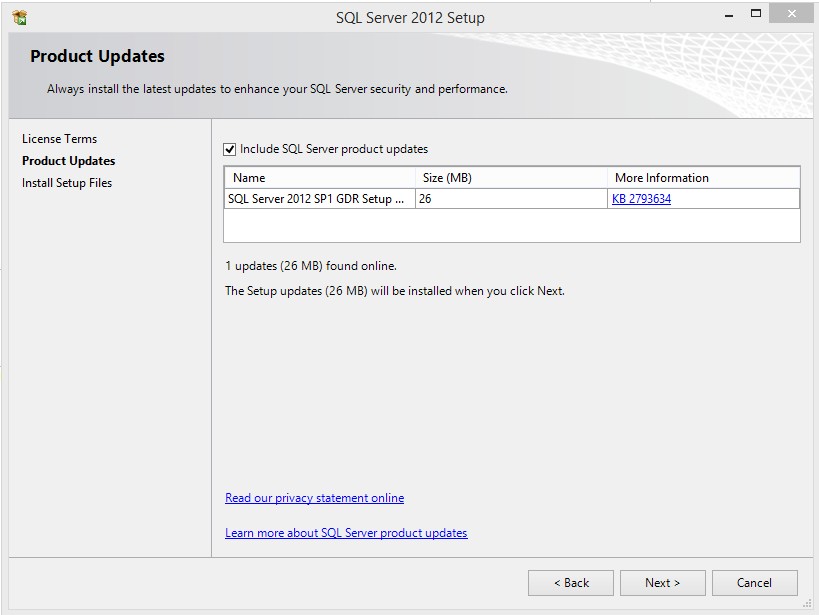 SQL Server 2012 Setup
Product Updates
Always install the latest updates to enhance your SQL Server security and performance.
License Terms
Product Updates
Install Setup Files
Include SQL Server product updates
Name Size (MB) More Information
SQL Server 2012 SP1 GDR Setup ... 26 KB 2793634
1 updates (26 MB) found online.
The Setup updates (26 MB) will be installed when you click Next.
Read our privacy statement online
Learn more about SQL Server product updates
< Back Next > Cancel